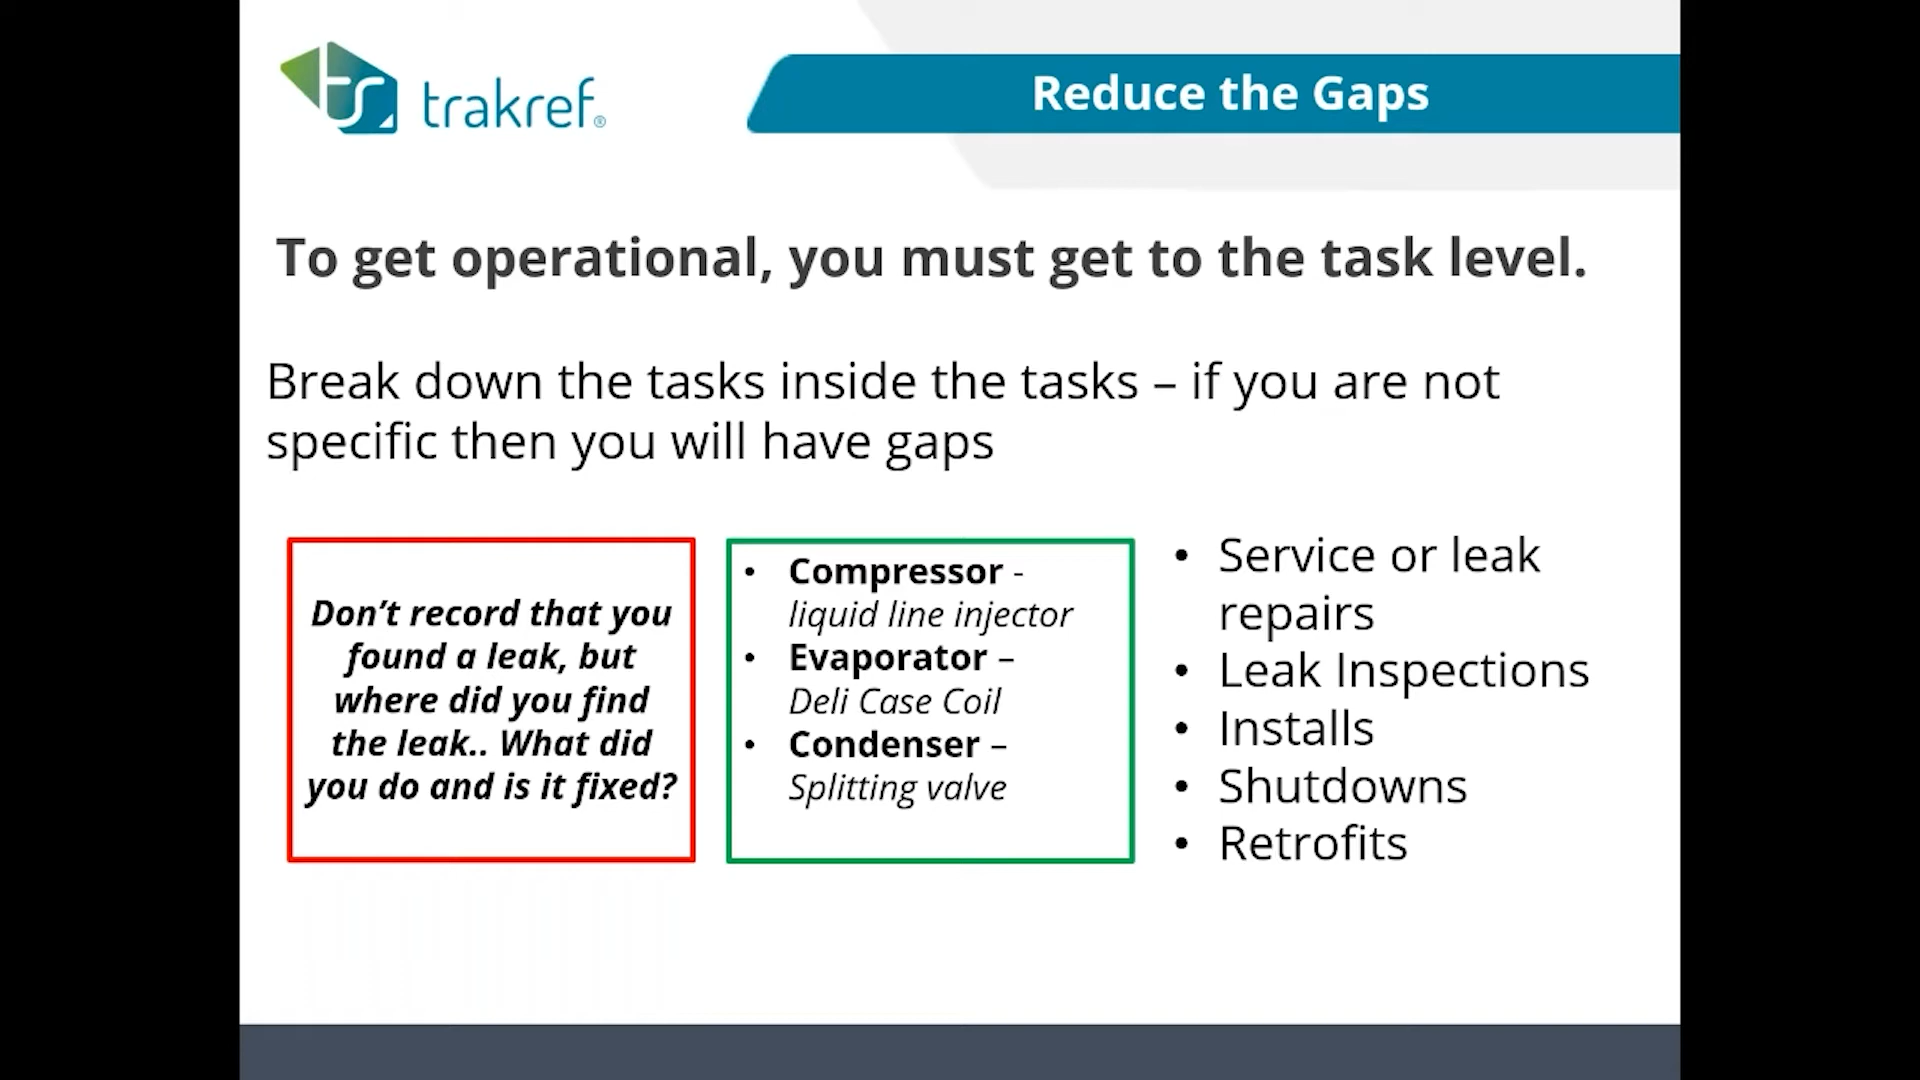 trakref®
Reduce the Gaps
To get operational, you must get to the task level.
Break down the tasks inside the tasks – if you are not
specific then you will have gaps
Don’t record that you
found a leak, but
where did you find
the leak.. What did
you do and is it fixed?
• Compressor -
liquid line injector
• Evaporator –
Deli Case Coil
• Condenser –
Splitting valve
• Service or leak
repairs
• Leak Inspections
• Installs
• Shutdowns
• Retrofits